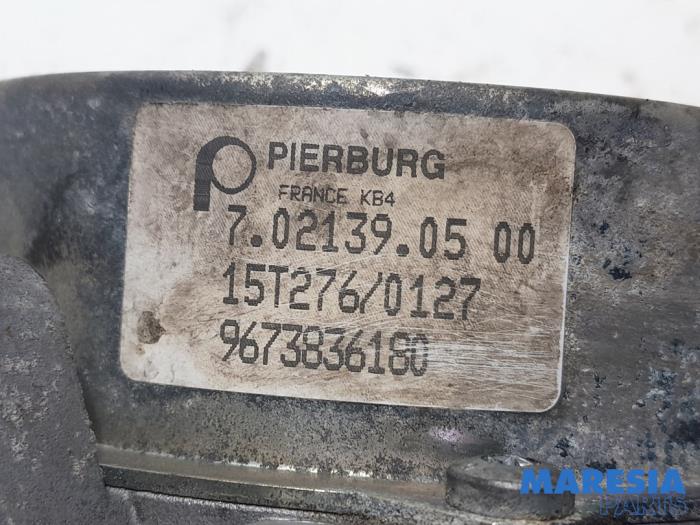 PIERBURG
FRANCE KB4
7.02139.05 00
15T276/0127
9673836180
MARESIA
PARTS